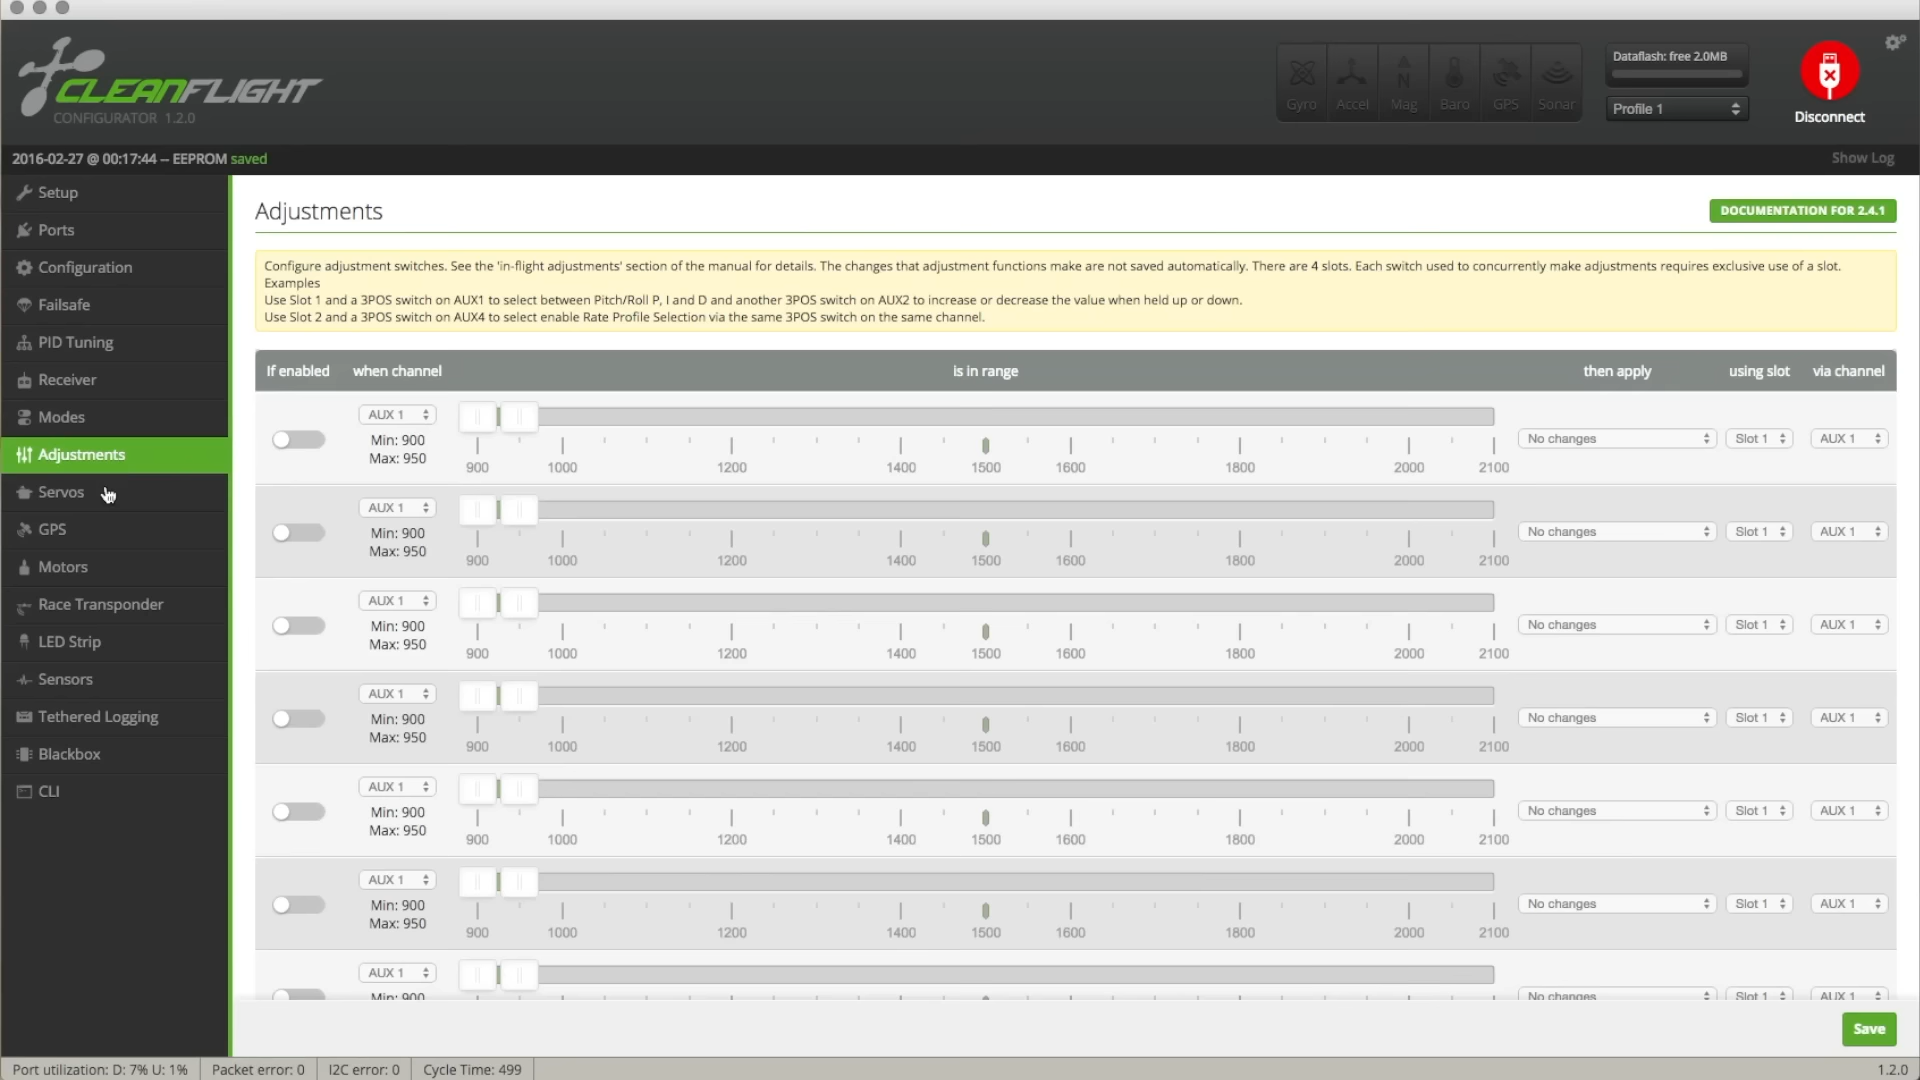 CLEANFLIGHT
CONFIGURATOR 1.2.0
Gyro
Accel
Mag
Baro
GPS
Sonar
Dataflash: free 2.0MB
Profile 1
Disconnect
2016-02-27 @ 00:17:44 -- EEPROM saved
Show Log
Setup
Ports
Configuration
Failsafe
PID Tuning
Receiver
Modes
Adjustments
Servos
GPS
Motors
Race Transponder
LED Strip
Sensors
Tethered Logging
Blackbox
CLI
Adjustments
DOCUMENTATION FOR 2.4.1
Configure adjustment switches. See the 'in-flight adjustments' section of the manual for details. The changes that adjustment functions make are not saved automatically. There are 4 slots. Each switch used to concurrently make adjustments requires exclusive use of a slot.
Examples
Use Slot 1 and a 3POS switch on AUX1 to select between Pitch/Roll P, I and D and another 3POS switch on AUX2 to increase or decrease the value when held up or down.
Use Slot 2 and a 3POS switch on AUX4 to select enable Rate Profile Selection via the same 3POS switch on the same channel.
If enabled when channel is in range then apply using slot via channel
AUX 1
Min: 900
Max: 950
900 1000 1200 1400 1500 1600 1800 2000 2100
No changes Slot 1 AUX 1
AUX 1
Min: 900
Max: 950
900 1000 1200 1400 1500 1600 1800 2000 2100
No changes Slot 1 AUX 1
AUX 1
Min: 900
Max: 950
900 1000 1200 1400 1500 1600 1800 2000 2100
No changes Slot 1 AUX 1
AUX 1
Min: 900
Max: 950
900 1000 1200 1400 1500 1600 1800 2000 2100
No changes Slot 1 AUX 1
AUX 1
Min: 900
Max: 950
900 1000 1200 1400 1500 1600 1800 2000 2100
No changes Slot 1 AUX 1
AUX 1
Min: 900
Max: 950
900 1000 1200 1400 1500 1600 1800 2000 2100
No changes Slot 1 AUX 1
AUX 1
Min: 900
No changes Slot 1 AUX 1
Save
Port utilization: D: 7% U: 1%
Packet error: 0
I2C error: 0
Cycle Time: 499
1.2.0